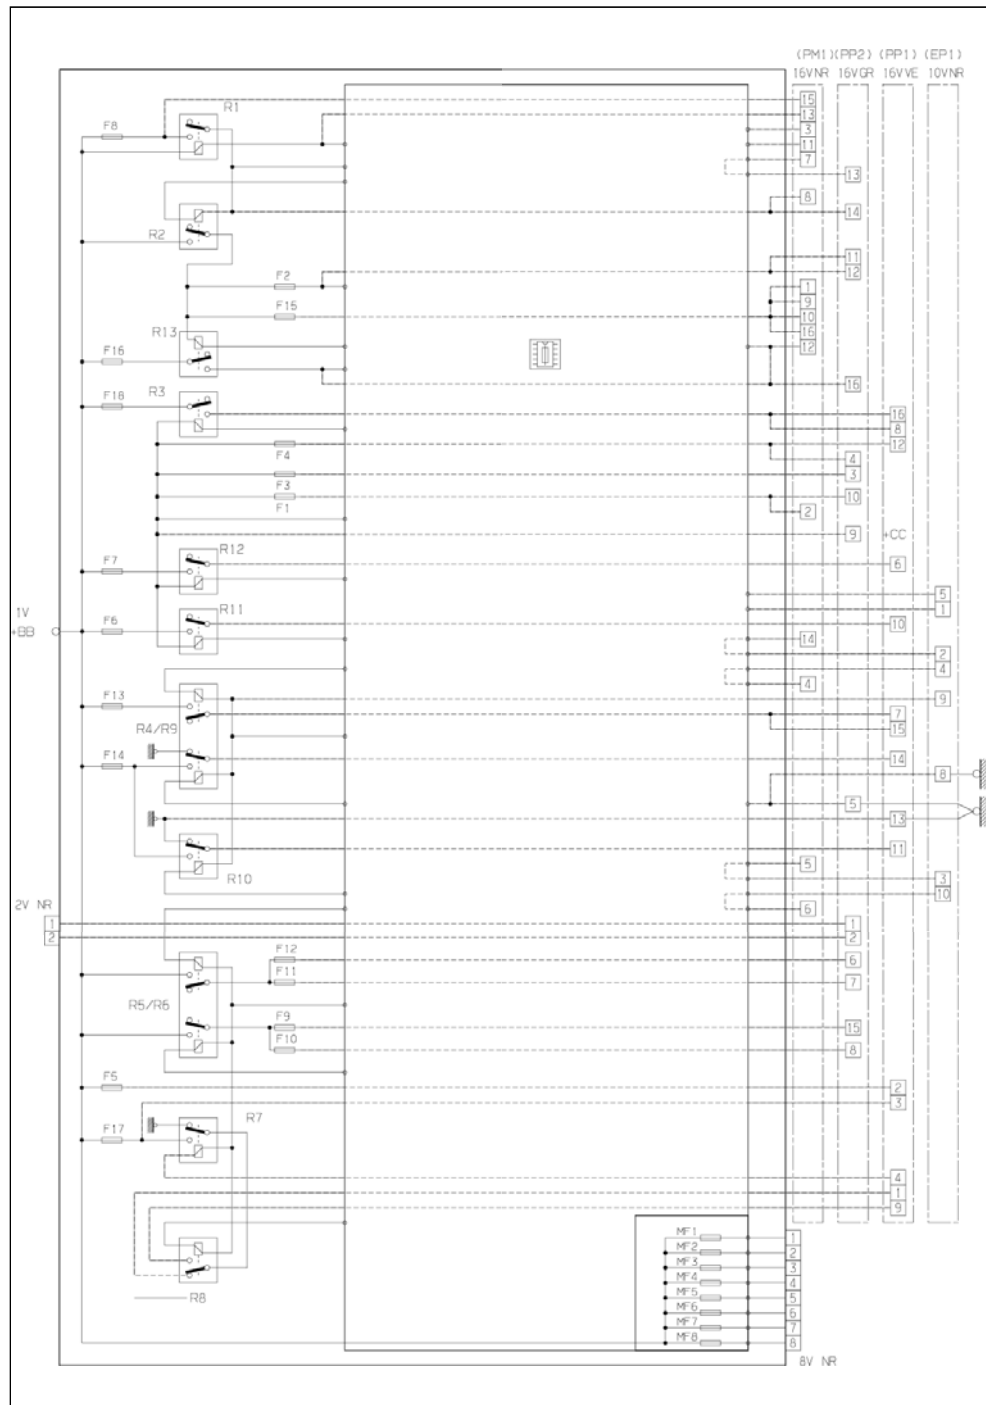 (PM1)(PP2) (PP1) (EP1)
16VNR 16VGR 16VVE 10VNR
15
R1
13
F8
3
11
7
13
8
14
R2
11
F2
12
1
9
F15
10
R13
16
12
F16
16
R3
F18
16
8
12
F4
4
3
F3
10
F1
2
9 +CC
R12
F7
6
5
R11
1
1V
F6
10
+BB
14
2
4
4
F13
9
7
R4/R9
15
F14
14
8
5
13
11
5
R10
3
10
2V NR
6
1
1
2
2
F12
6
F11
7
R5/R6
F9
15
F10
8
F5
2
3
R7
F17
4
1
9
MF1
1
MF2
2
MF3
3
MF4
4
R8
MF5
5
MF6
6
MF7
7
MF8
8
8V NR